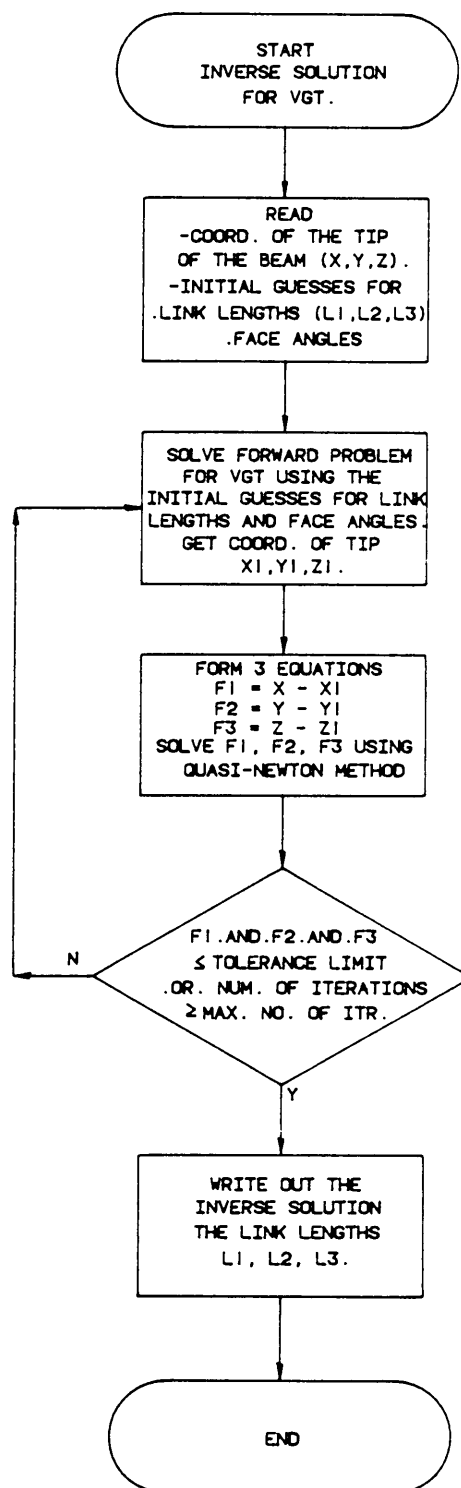 START
INVERSE SOLUTION
FOR VGT.
READ
-COORD. OF THE TIP
OF THE BEAM (X,Y,Z).
-INITIAL GUESSES FOR
.LINK LENGTHS (L1,L2,L3)
.FACE ANGLES
SOLVE FORWARD PROBLEM
FOR VGT USING THE
INITIAL GUESSES FOR LINK
LENGTHS AND FACE ANGLES.
GET COORD. OF TIP
X1,Y1,Z1.
FORM 3 EQUATIONS
F1 = X - X1
F2 = Y - Y1
F3 = Z - Z1
SOLVE F1, F2, F3 USING
QUASI-NEWTON METHOD
F1.AND.F2.AND.F3
≤ TOLERANCE LIMIT
.OR. NUM. OF ITERATIONS
≥ MAX. NO. OF ITR.
N
Y
WRITE OUT THE
INVERSE SOLUTION
THE LINK LENGTHS
L1, L2, L3.
END